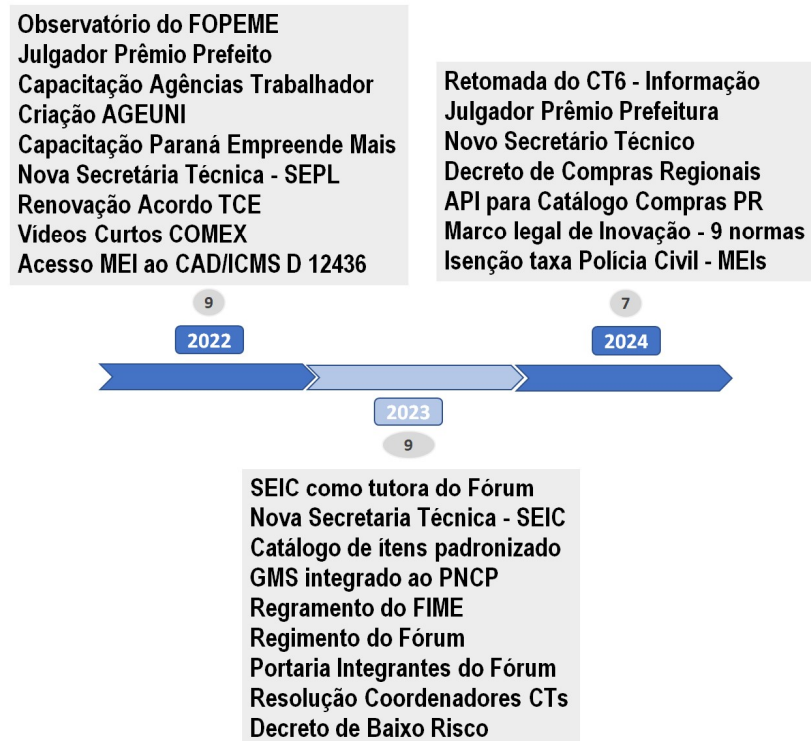 Observatório do FOPEME
Julgador Prêmio Prefeito
Capacitação Agências Trabalhador
Criação AGEUNI
Capacitação Paraná Empreende Mais
Nova Secretária Técnica - SEPL
Renovação Acordo TCE
Vídeos Curtos COMEX
Acesso MEI ao CAD/ICMS D 12436
9
2022
Retomada do CT6 - Informação
Julgador Prêmio Prefeitura
Novo Secretário Técnico
Decreto de Compras Regionais
API para Catálogo Compras PR
Marco legal de Inovação - 9 normas
Isenção taxa Polícia Civil - MEIs
7
2024
2023
9
SEIC como tutora do Fórum
Nova Secretaria Técnica - SEIC
Catálogo de ítens padronizado
GMS integrado ao PNCP
Regramento do FIME
Regimento do Fórum
Portaria Integrantes do Fórum
Resolução Coordenadores CTs
Decreto de Baixo Risco